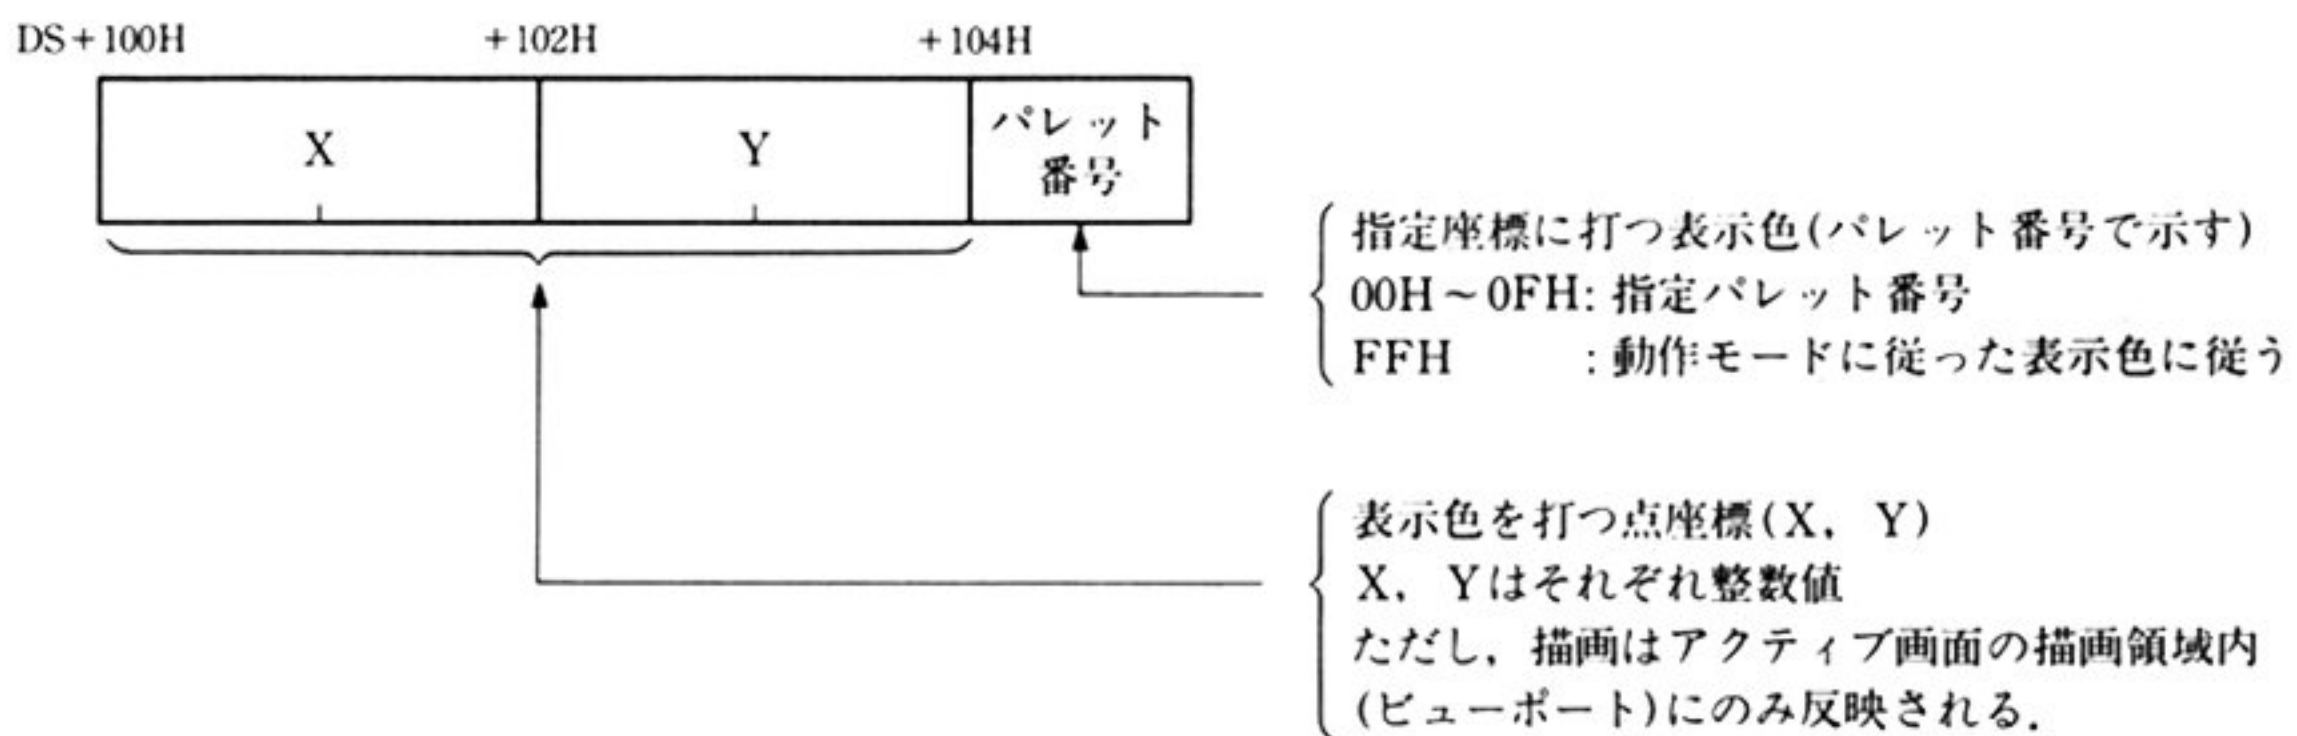 DS+100H +102H +104H
X Y パレット
番号
指定座標に打つ表示色(パレット番号で示す)
00H~0FH: 指定パレット番号
FFH : 動作モードに従った表示色に従う
表示色を打つ点座標(X, Y)
X, Yはそれぞれ整数値
ただし, 描画はアクティブ画面の描画領域内
(ビューポート)にのみ反映される.